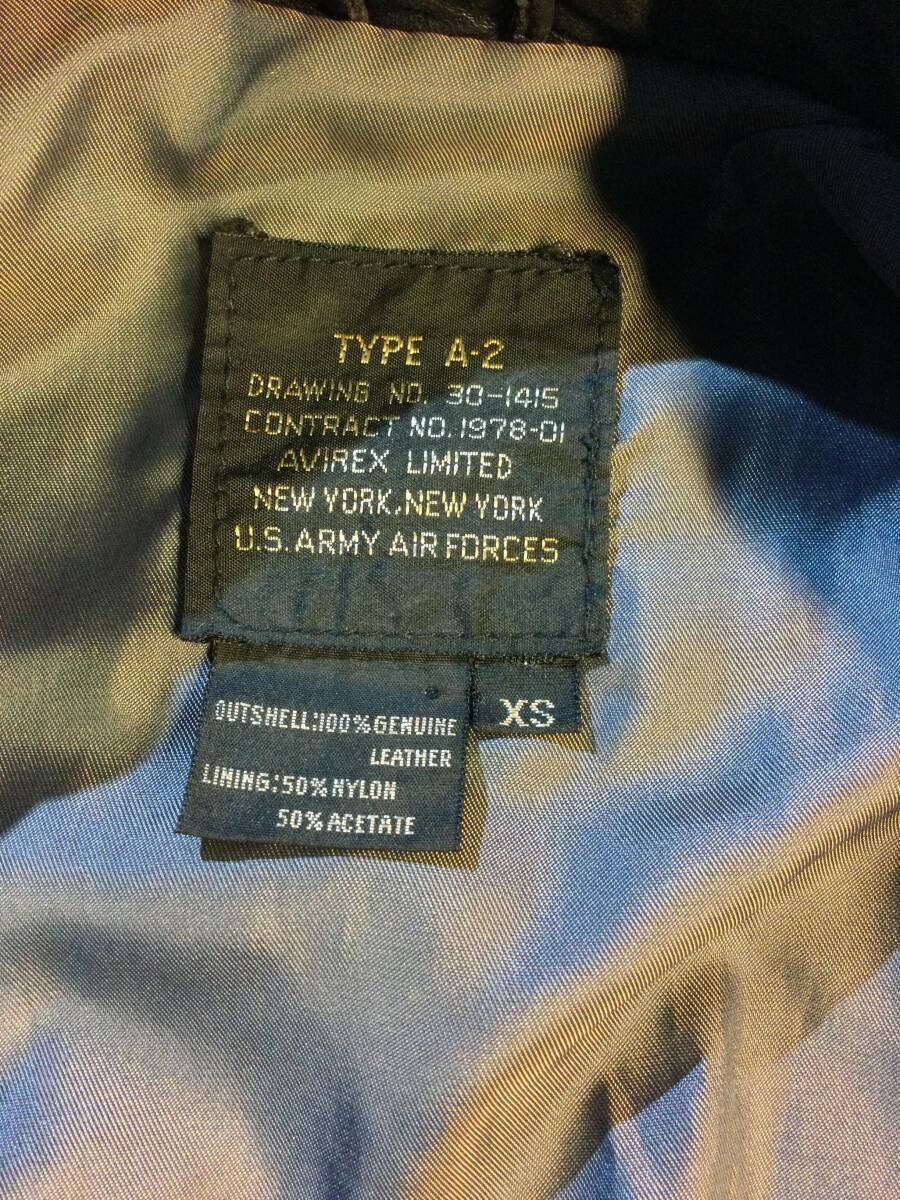 TYPE A-2
DRAWING NO. 30-1415
CONTRACT NO.1978-01
AVIREX LIMITED
NEW YORK,NEW YORK
U.S.ARMY AIR FORCES
XS
OUTSHELL:100%GENUINE
LEATHER
LINING:50%NYLON
50%ACETATE